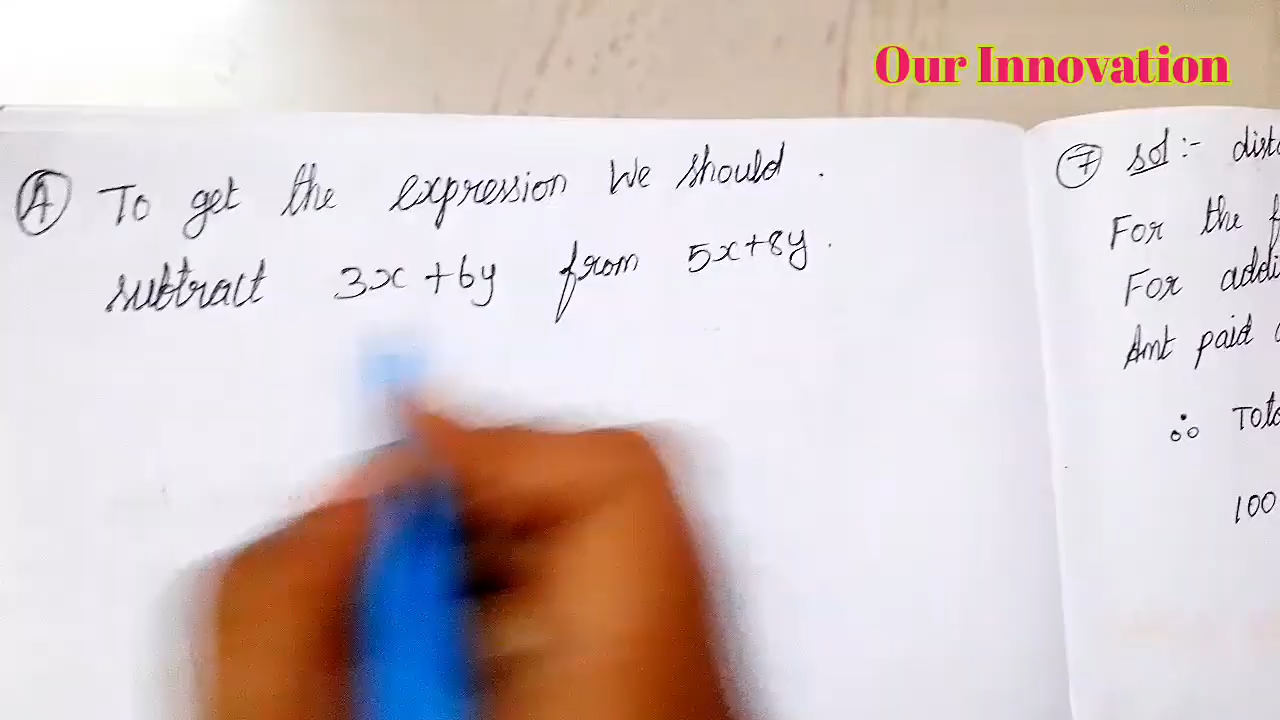 Our Innovation
④ To get the expression We should .
subtract 3x + 6y from 5x+8y .
⑦ sol :-
For the
For
Amt paid
∴
100